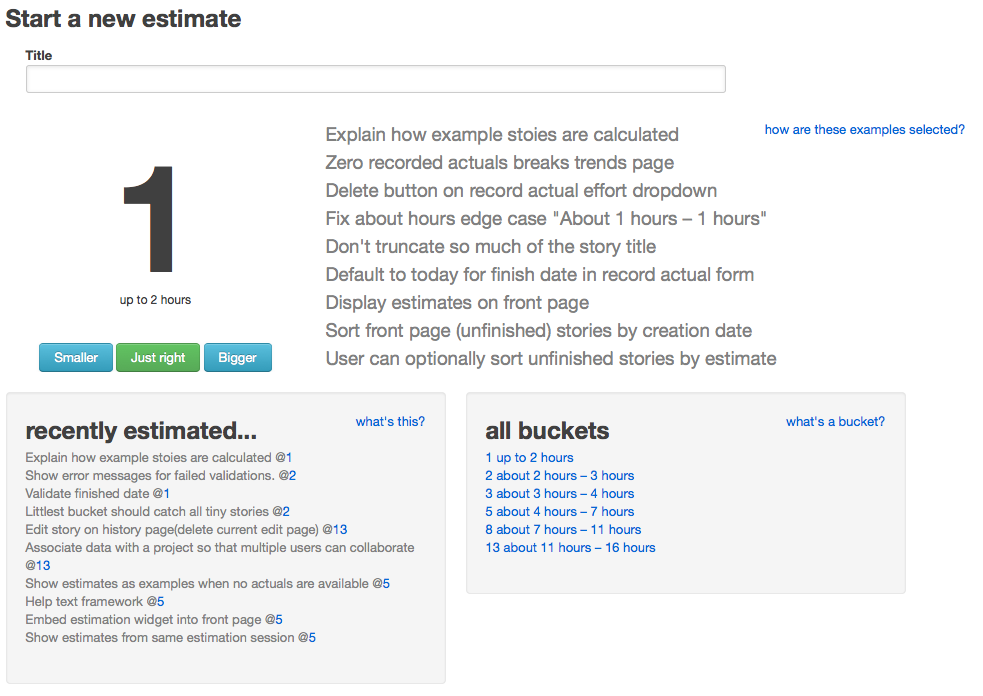 Start a new estimate
Title
1
up to 2 hours
Smaller
Just right
Bigger
Explain how example stoies are calculated
Zero recorded actuals breaks trends page
Delete button on record actual effort dropdown
Fix about hours edge case "About 1 hours – 1 hours"
Don't truncate so much of the story title
Default to today for finish date in record actual form
Display estimates on front page
Sort front page (unfinished) stories by creation date
User can optionally sort unfinished stories by estimate
how are these examples selected?
recently estimated...
what's this?
Explain how example stoies are calculated @1
Show error messages for failed validations. @2
Validate finished date @1
Littlest bucket should catch all tiny stories @2
Edit story on history page(delete current edit page) @13
Associate data with a project so that multiple users can collaborate
@13
Show estimates as examples when no actuals are available @5
Help text framework @5
Embed estimation widget into front page @5
Show estimates from same estimation session @5
all buckets
what's a bucket?
1 up to 2 hours
2 about 2 hours – 3 hours
3 about 3 hours – 4 hours
5 about 4 hours – 7 hours
8 about 7 hours – 11 hours
13 about 11 hours – 16 hours